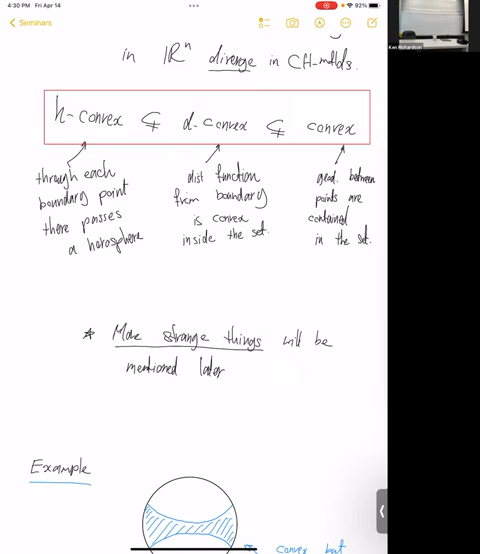 4:30 PM Fri Apr 14
92%
Seminars
Ken Richardson
in ℝⁿ diverge in CH-mflds.
h-convex ⊊ d-convex ⊊ convex
through each
boundary point
there passes
a horosphere
dist function
from boundary
is convex
inside the set.
geod. between
points are
contained
in the set.
* More strange things will be
mentioned later
Example
convex but